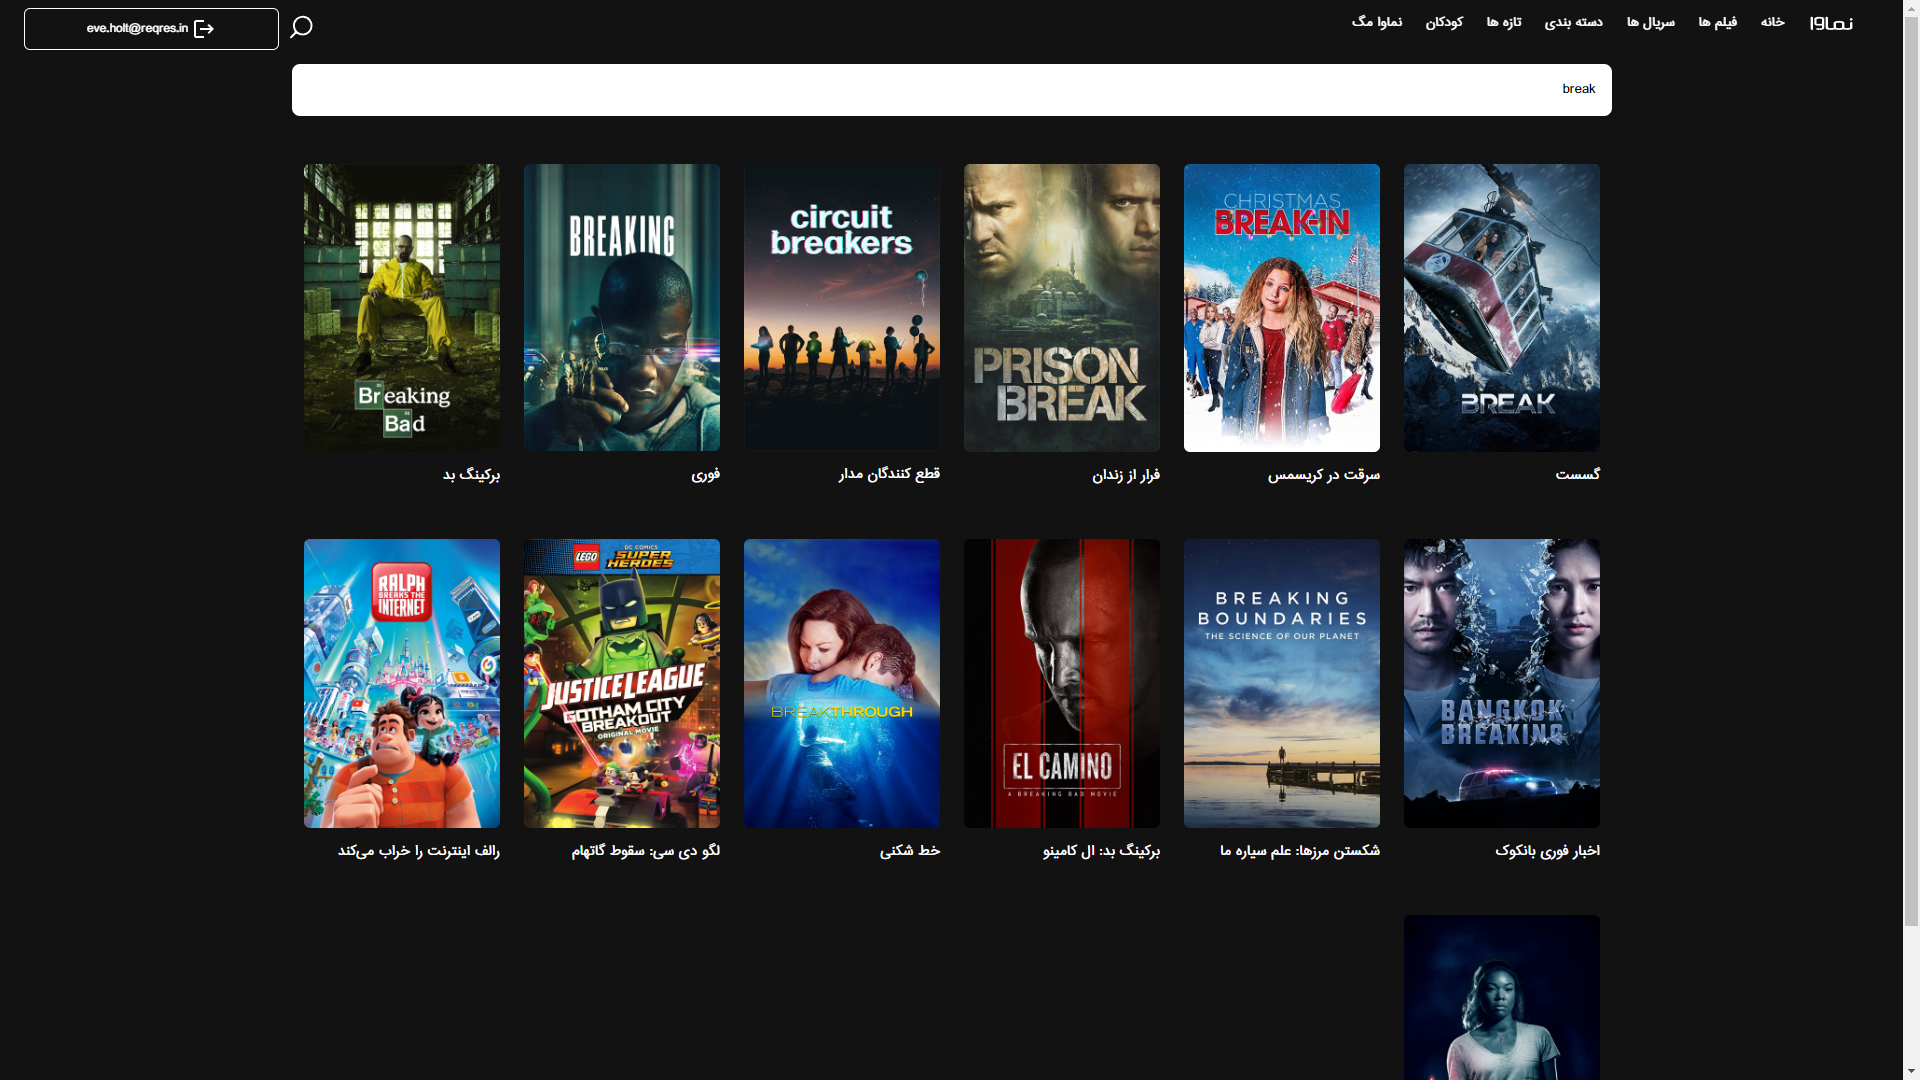 نماوا خانه فیلم ها سریال ها دسته بندی تازه ها کودکان نماوا مگ
eve.holt@reqres.in
break
BREAK
CHRISTMAS
BREAK-IN
PRISON
BREAK
circuit
breakers
BREAKING
Breaking
Bad
گسست
سرقت در کریسمس
فرار از زندان
قطع کنندگان مدار
فوری
برکینگ بد
BANGKOK
BREAKING
BREAKING
BOUNDARIES
THE SCIENCE OF OUR PLANET
EL CAMINO
A BREAKING BAD MOVIE
BREAKTHROUGH
LEGO
DC COMICS
SUPER
HEROES
JUSTICE LEAGUE
GOTHAM CITY
BREAKOUT
ORIGINAL MOVIE
RALPH
BREAKS THE
INTERNET
اخبار فوری بانکوک
شکستن مرزها: علم سیاره ما
برکینگ بد: ال کامینو
خط شکنی
لگو دی سی: سقوط گاتهام
رالف اینترنت را خراب می‌کند